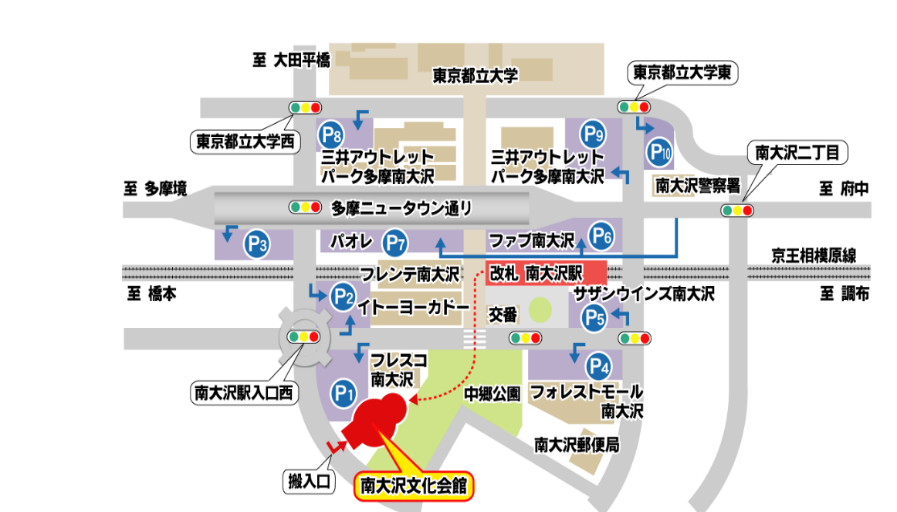 至 大田平橋
東京都立大学
東京都立大学東
東京都立大学西
P8
P9
P10
三井アウトレット
パーク多摩南大沢
三井アウトレット
パーク多摩南大沢
南大沢二丁目
南大沢警察署
至 多摩境
至 府中
多摩ニュータウン通り
P3
パオレ
P7
ファブ南大沢
P6
京王相模原線
フレンテ南大沢
改札 南大沢駅
至 橋本
P2
イトーヨーカドー
交番
サザンウインズ南大沢
至 調布
P5
フレスコ
南大沢
P4
南大沢駅入口西
P1
中郷公園
フォレストモール
南大沢
南大沢郵便局
搬入口
南大沢文化会館